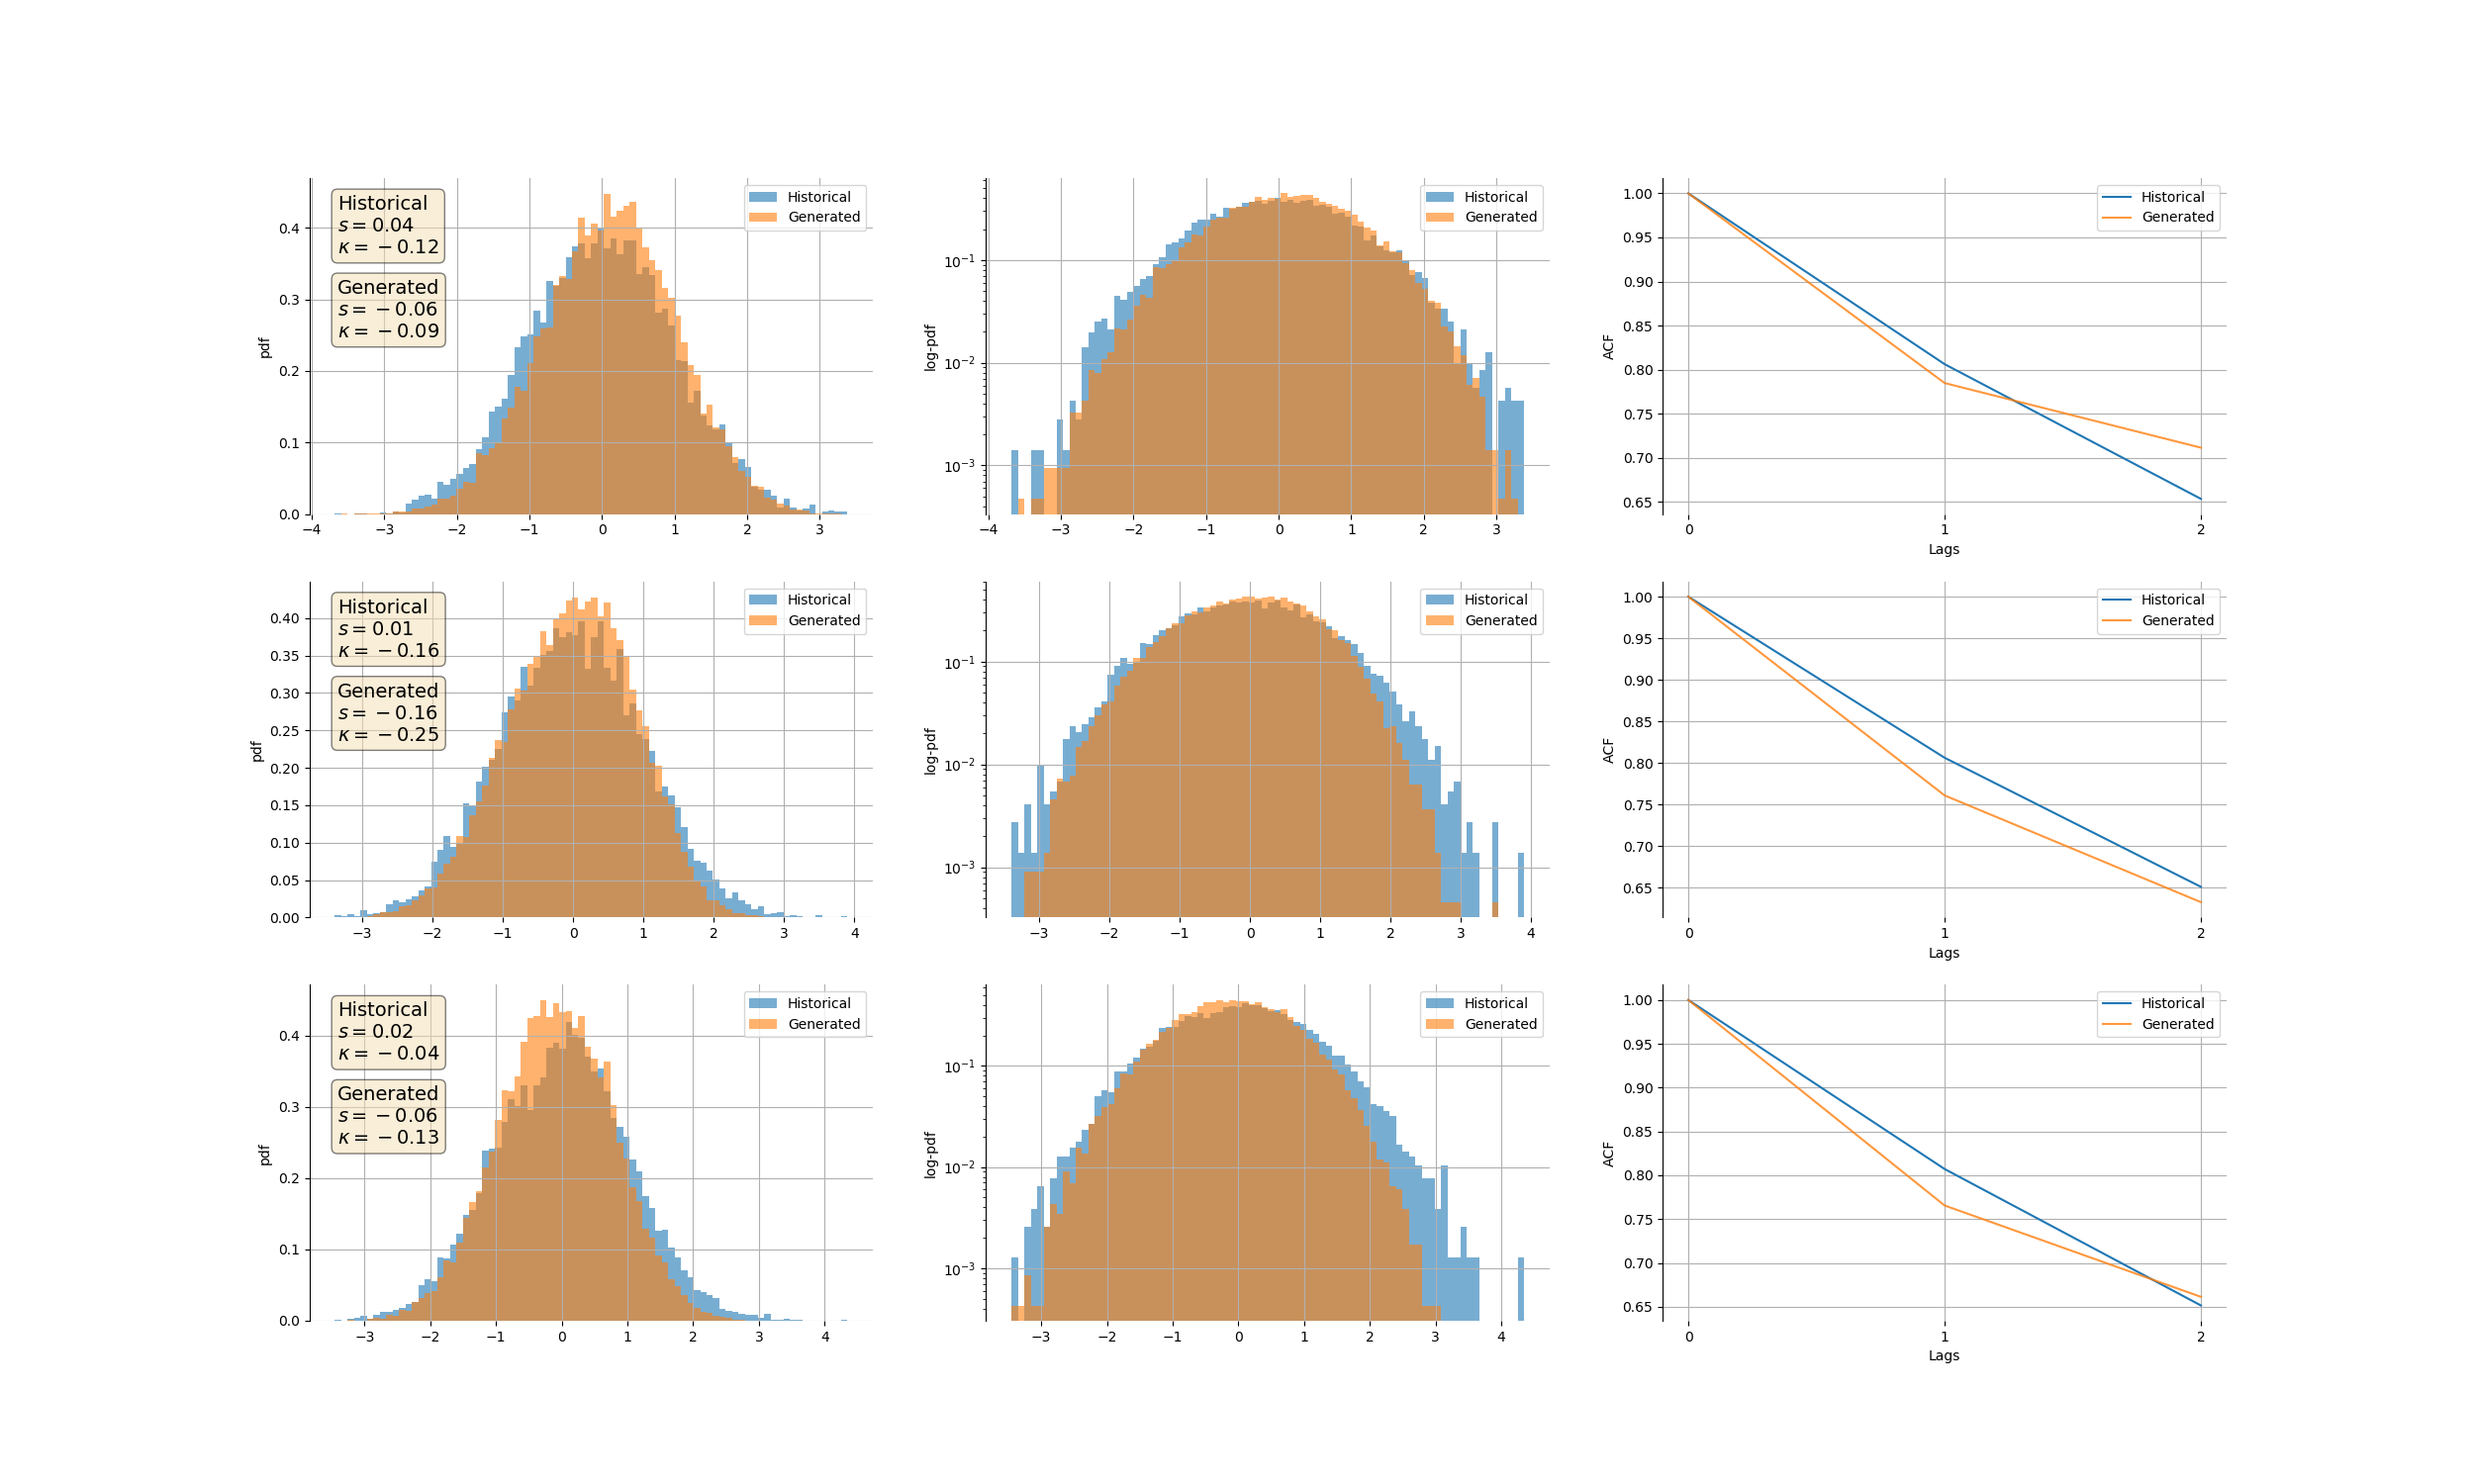 Historical
s = 0.04
κ = −0.12
Generated
s = −0.06
κ = −0.09
Historical
Generated
pdf
0.4
0.3
0.2
0.1
0.0
−4 −3 −2 −1 0 1 2 3
Historical
Generated
log-pdf
10⁻¹
10⁻²
10⁻³
−4 −3 −2 −1 0 1 2 3
Historical
Generated
ACF
1.00
0.95
0.90
0.85
0.80
0.75
0.70
0.65
0 1 2
Lags
Historical
s = 0.01
κ = −0.16
Generated
s = −0.16
κ = −0.25
Historical
Generated
pdf
0.40
0.35
0.30
0.25
0.20
0.15
0.10
0.05
0.00
−3 −2 −1 0 1 2 3 4
Historical
Generated
log-pdf
10⁻¹
10⁻²
10⁻³
−3 −2 −1 0 1 2 3 4
Historical
Generated
ACF
1.00
0.95
0.90
0.85
0.80
0.75
0.70
0.65
0 1 2
Lags
Historical
s = 0.02
κ = −0.04
Generated
s = −0.06
κ = −0.13
Historical
Generated
pdf
0.4
0.3
0.2
0.1
0.0
−3 −2 −1 0 1 2 3 4
Historical
Generated
log-pdf
10⁻¹
10⁻²
10⁻³
−3 −2 −1 0 1 2 3 4
Historical
Generated
ACF
1.00
0.95
0.90
0.85
0.80
0.75
0.70
0.65
0 1 2
Lags